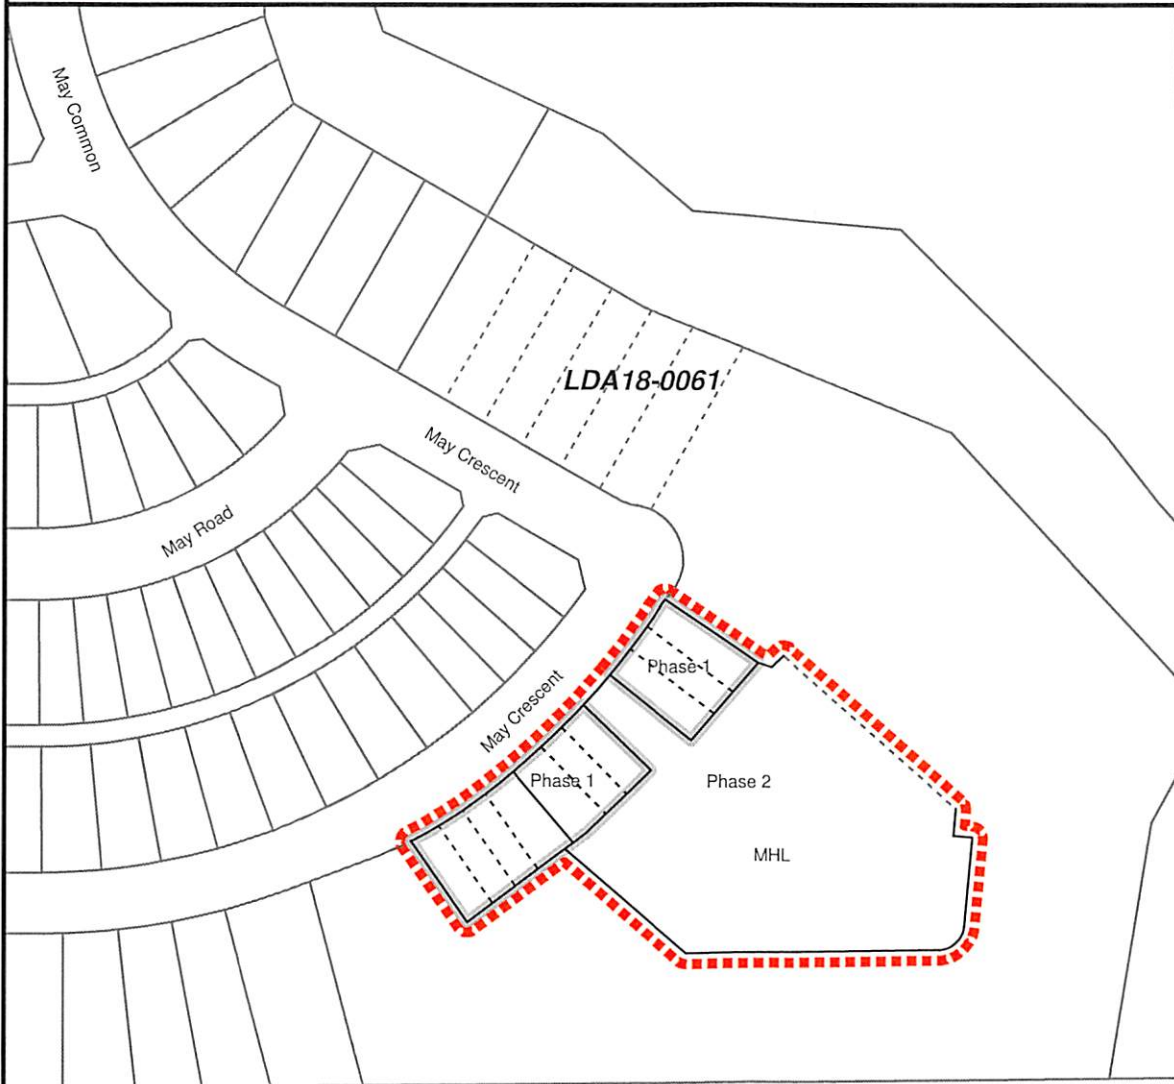 May Common
LDA18-0061
May Crescent
May Road
Phase 1
May Crescent
Phase 1
Phase 2
MHL